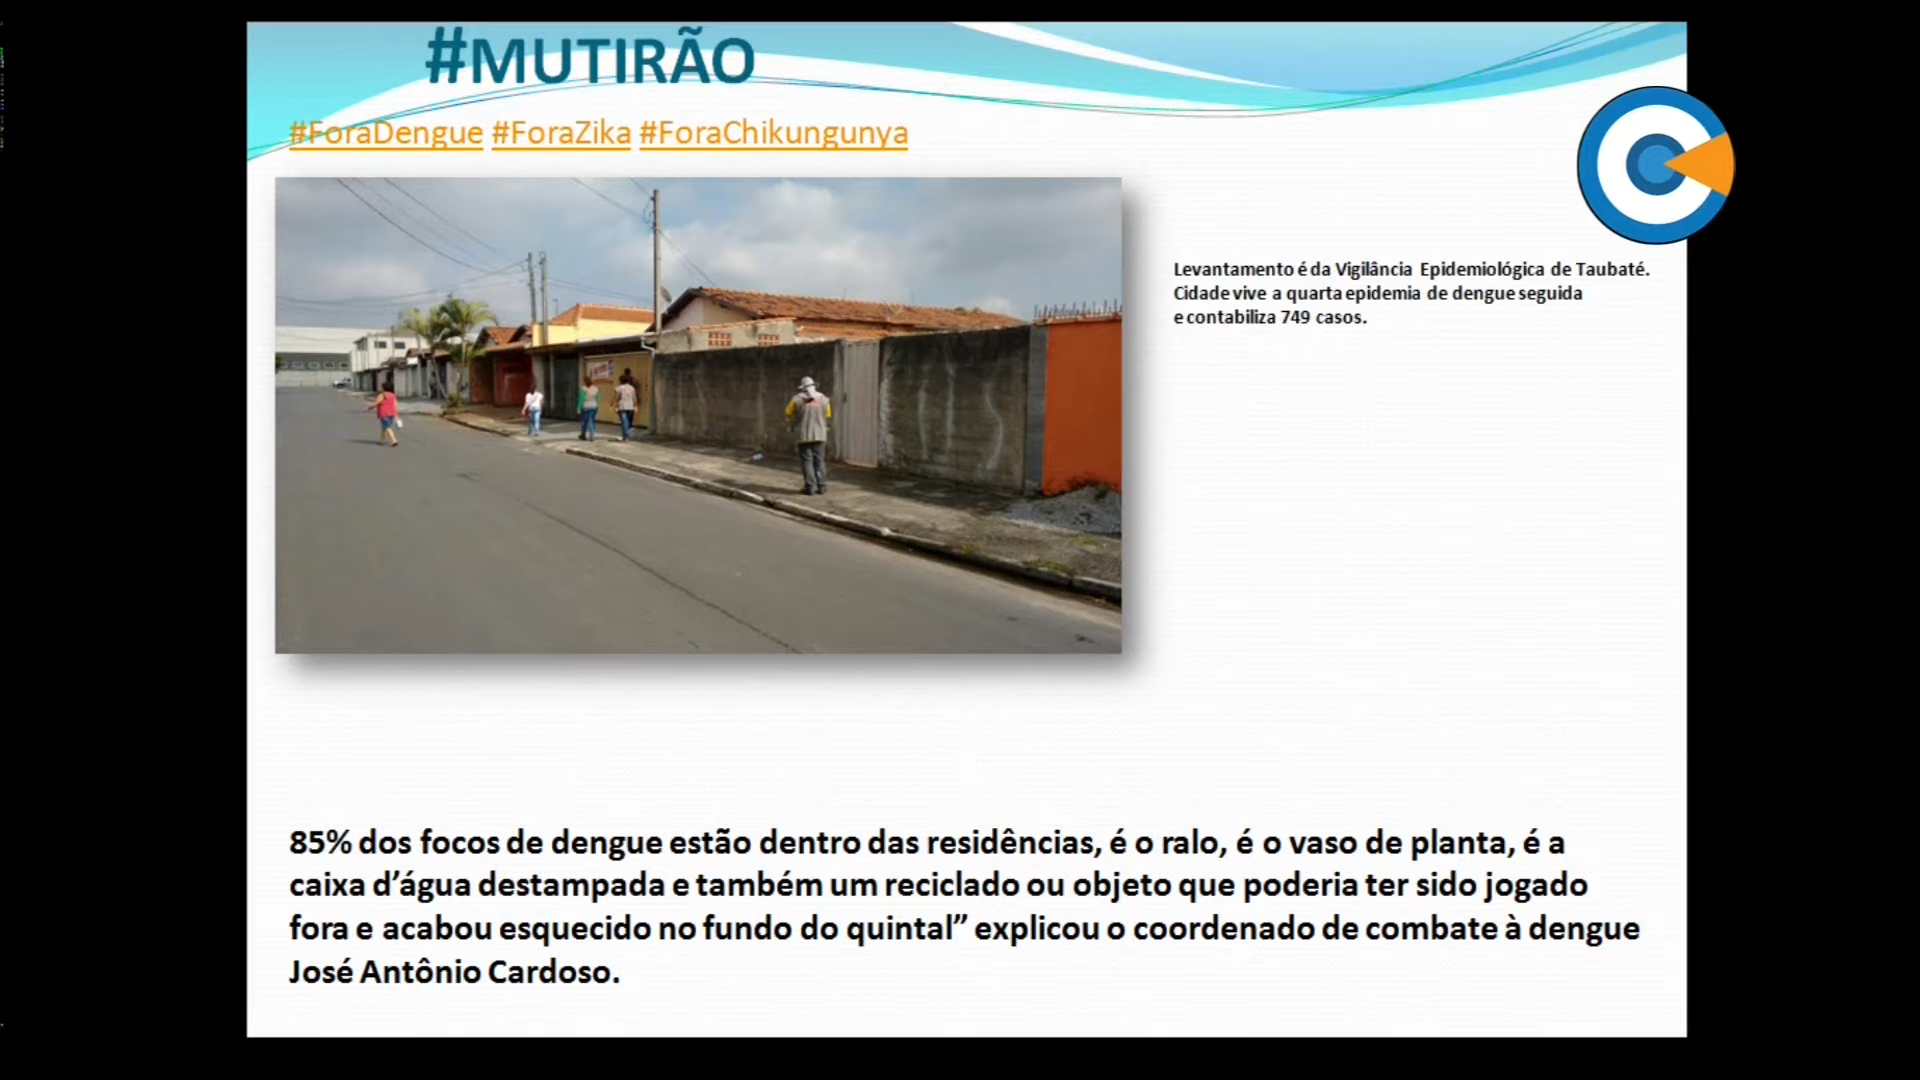 #MUTIRÃO
#ForaDengue #ForaZika #ForaChikungunya
Levantamento é da Vigilância Epidemiológica de Taubaté.
Cidade vive a quarta epidemia de dengue seguida
e contabiliza 749 casos.
85% dos focos de dengue estão dentro das residências, é o ralo, é o vaso de planta, é a
caixa d’água destampada e também um reciclado ou objeto que poderia ter sido jogado
fora e acabou esquecido no fundo do quintal” explicou o coordenado de combate à dengue
José Antônio Cardoso.